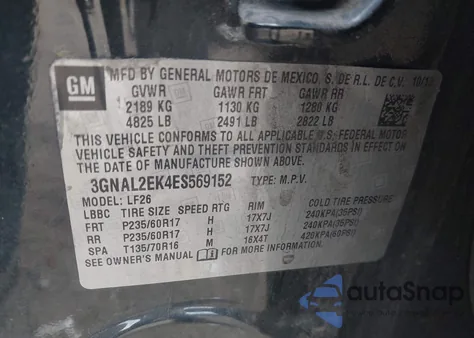 GM
MFD BY GENERAL MOTORS DE MEXICO, S. DE R.L. DE C.V.
GVWR GAWR FRT GAWR RR
2189 KG 1130 KG 1280 KG
4825 LB 2491 LB 2822 LB
THIS VEHICLE CONFORMS TO ALL APPLICABLE U.S. FEDERAL MOTOR
VEHICLE SAFETY AND THEFT PREVENTION STANDARDS IN EFFECT ON
THE DATE OF MANUFACTURE SHOWN ABOVE.
3GNAL2EK4ES569152 TYPE: M.P.V.
MODEL: LF26
LBBC TIRE SIZE SPEED RTG RIM COLD TIRE PRESSURE
FRT P235/60R17 H 17X7J 240KPA(35PSI)
RR P235/60R17 H 17X7J 240KPA(35PSI)
SPA T135/70R16 M 16X4T 420KPA(60PSI)
SEE OWNER'S MANUAL FOR MORE INFORMATION
autoSnap